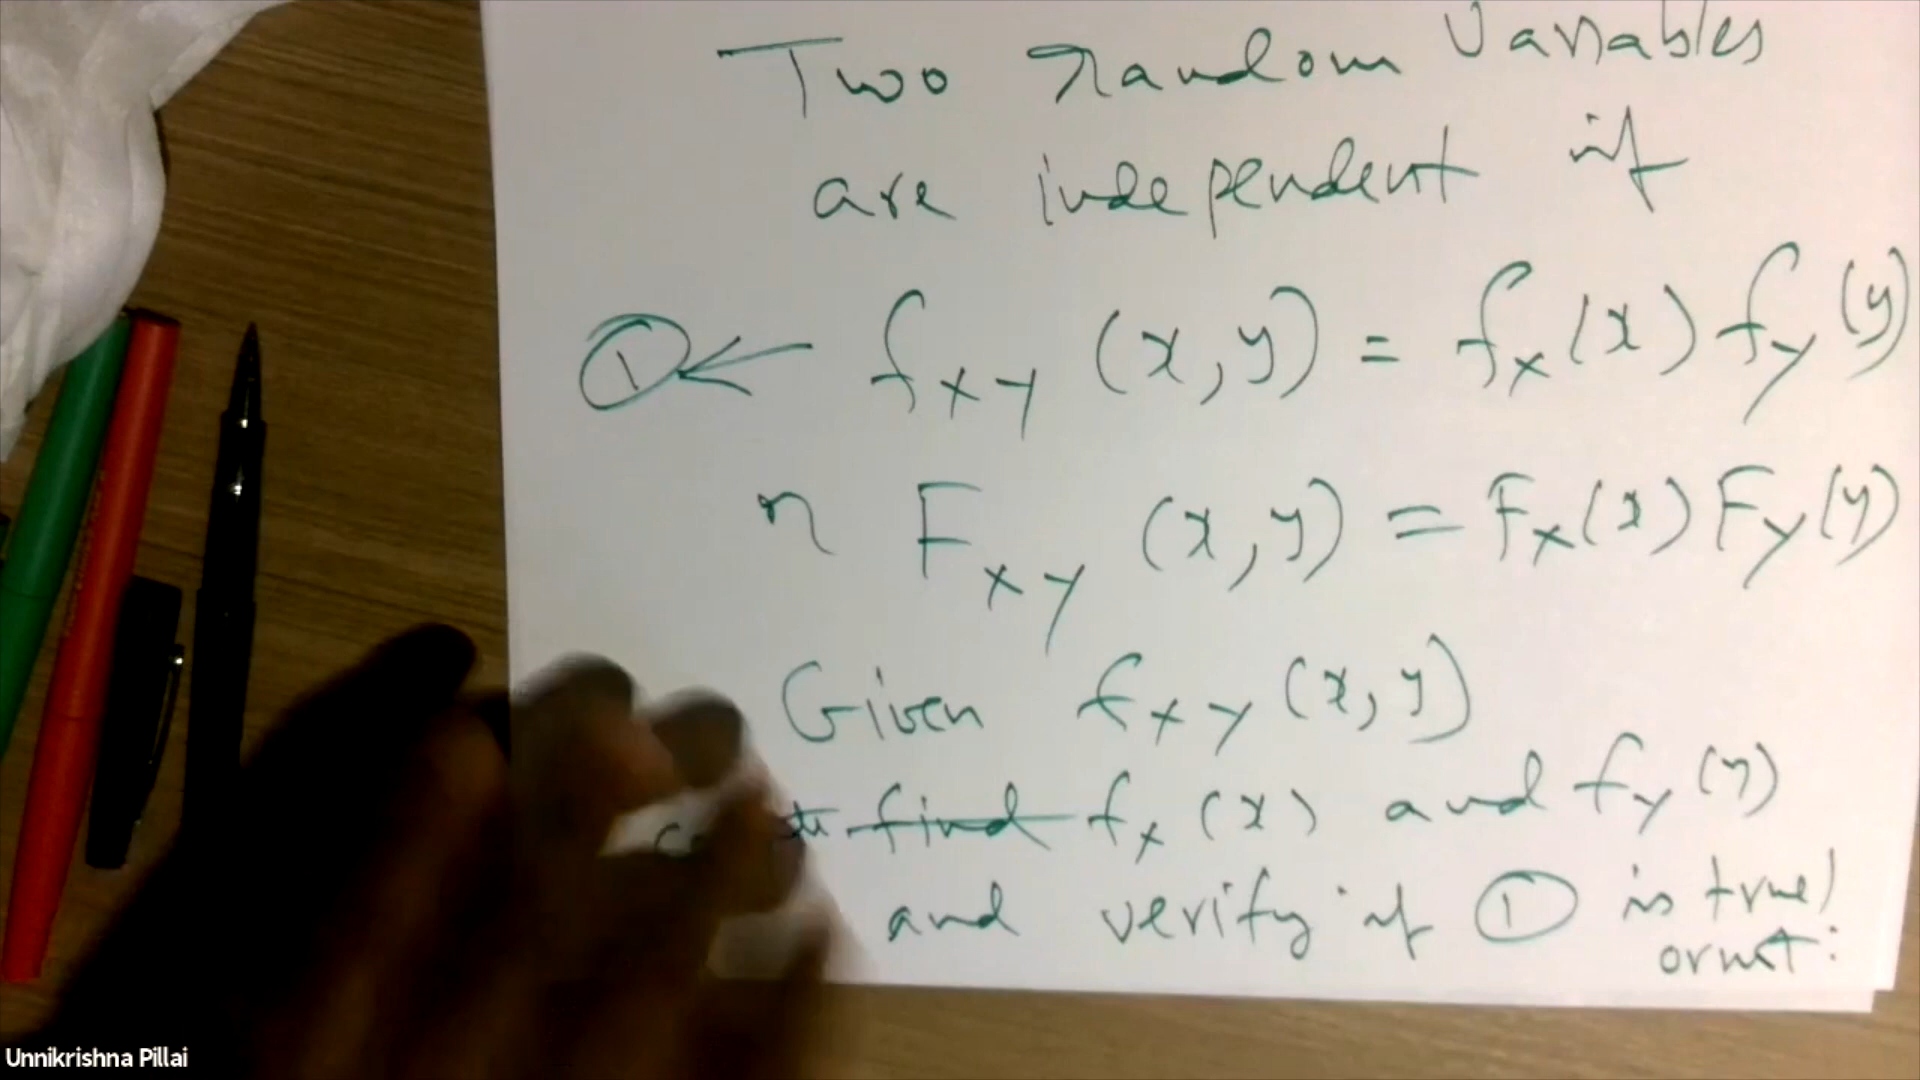 Two random Variables
are independent if
① ← f_XY (x,y) = f_X(x) f_Y(y)
or F_XY (x,y) = F_X(x) F_Y(y)
Given f_XY (x,y)
find f_X (x) and f_Y (y)
and verify if ① is true/
or not:
Unnikrishna Pillai